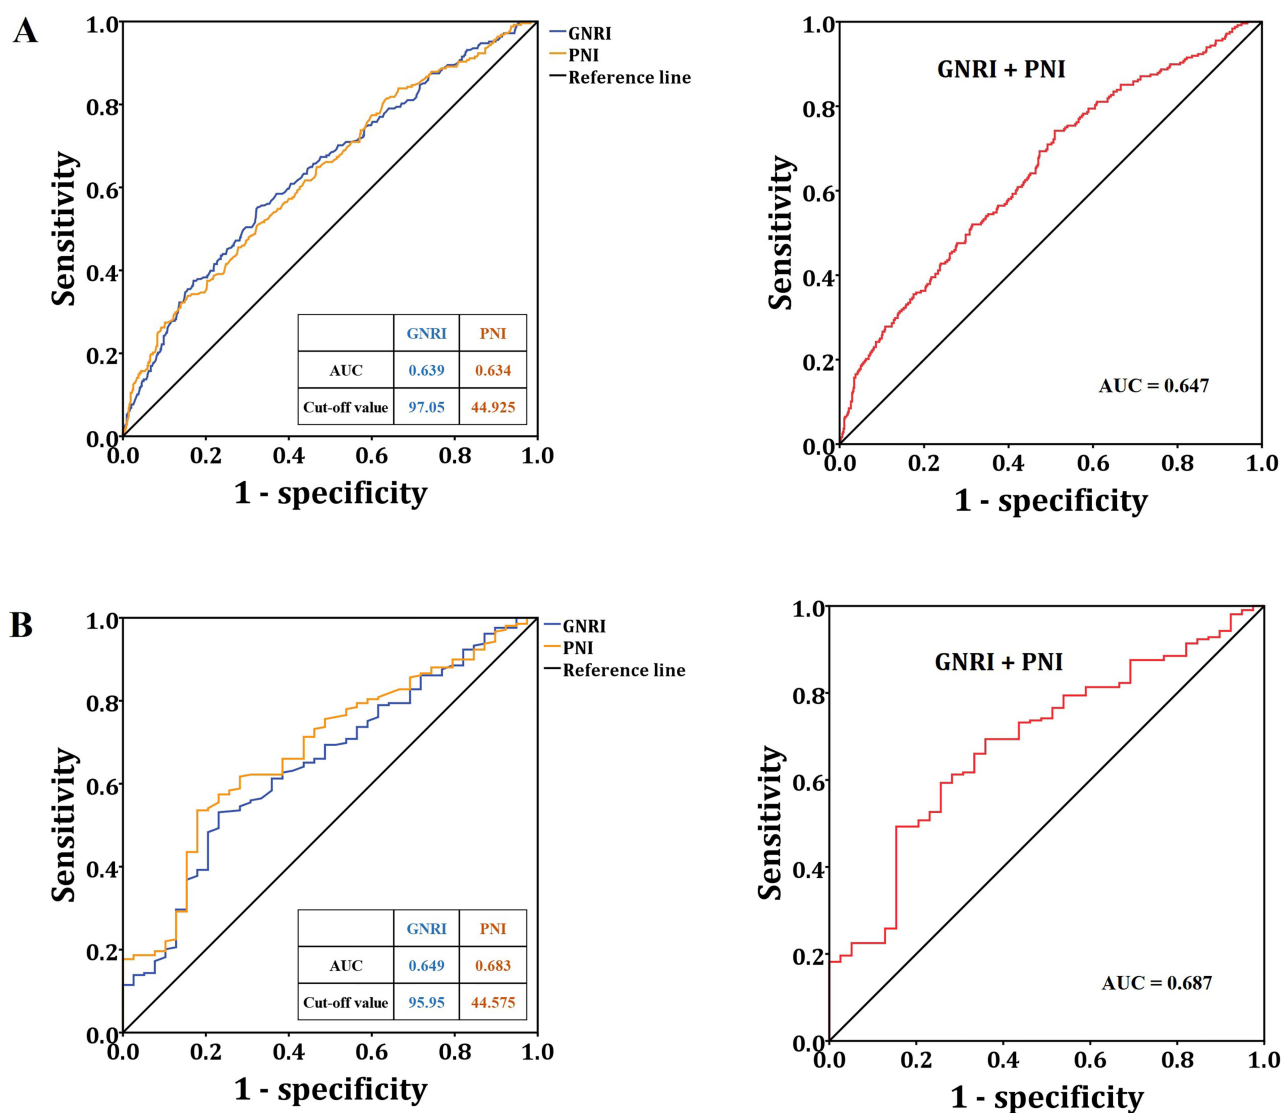 A
1.0
0.8
0.6
0.4
0.2
0.0
Sensitivity
0.0 0.2 0.4 0.6 0.8 1.0
1 - specificity
GNRI
PNI
Reference line
GNRI PNI
AUC 0.639 0.634
Cut-off value 97.05 44.925
1.0
0.8
0.6
0.4
0.2
0.0
Sensitivity
0.0 0.2 0.4 0.6 0.8 1.0
1 - specificity
GNRI + PNI
AUC = 0.647
B
1.0
0.8
0.6
0.4
0.2
0.0
Sensitivity
0.0 0.2 0.4 0.6 0.8 1.0
1 - specificity
GNRI
PNI
Reference line
GNRI PNI
AUC 0.649 0.683
Cut-off value 95.95 44.575
1.0
0.8
0.6
0.4
0.2
0.0
Sensitivity
0.0 0.2 0.4 0.6 0.8 1.0
1 - specificity
GNRI + PNI
AUC = 0.687